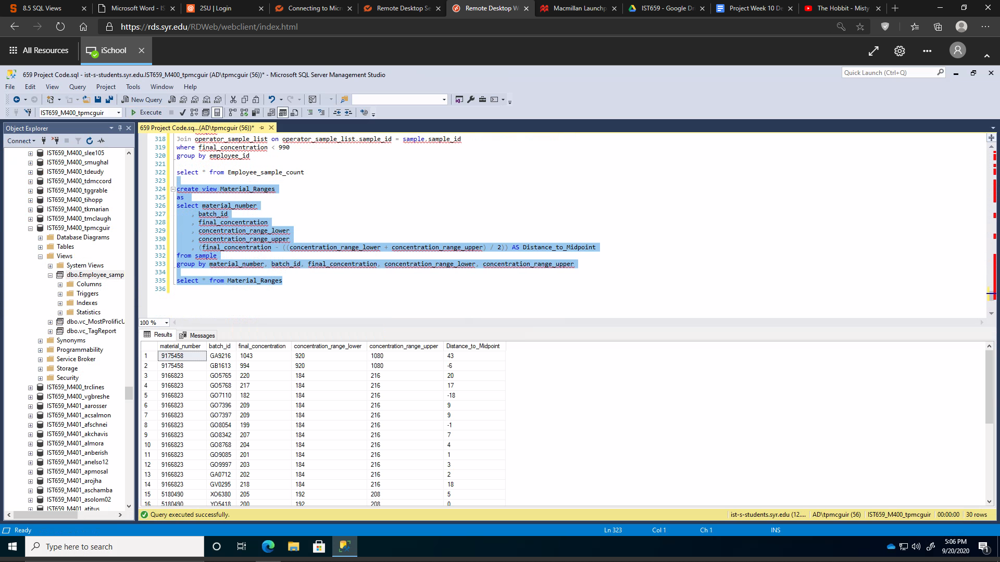 8.5 SQL Views
Microsoft Word - IS
2SU | Login
Connecting to Micr
Remote Desktop Se
Remote Desktop W
Macmillan Launchp
IST659 - Google Dri
Project Week 10 De
The Hobbit - Misty
https://rds.syr.edu/RDWeb/webclient/index.html
All Resources
iSchool
659 Project Code.sql - ist-s-students.syr.edu.IST659_M400_tpmcguir (AD\tpmcguir (56))* - Microsoft SQL Server Management Studio
Quick Launch (Ctrl+Q)
File Edit View Query Project Tools Window Help
New Query
IST659_M400_tpmcguir
Execute
Object Explorer
Connect
IST659_M400_slee105
IST659_M400_smughal
IST659_M400_tdeudy
IST659_M400_tdmccord
IST659_M400_tggrable
IST659_M400_tihopp
IST659_M400_tkmarian
IST659_M400_tmclaugh
IST659_M400_tpmcguir
Database Diagrams
Tables
Views
System Views
dbo.Employee_samp
Columns
Triggers
Indexes
Statistics
dbo.vc_MostProlificU
dbo.vc_TagReport
Synonyms
Programmability
Service Broker
Storage
Security
IST659_M400_trclines
IST659_M400_vgbreshe
IST659_M401_aarosser
IST659_M401_acsalmon
IST659_M401_afschnei
IST659_M401_akchavis
IST659_M401_almora
IST659_M401_anberish
IST659_M401_anelso12
IST659_M401_apmosal
IST659_M401_arojha
IST659_M401_aschamba
IST659_M401_asolom02
IST659_M401_atitus
659 Project Code.sq...(AD\tpmcguir (56))*
318 Join operator_sample_list on operator_sample_list.sample_id = sample.sample_id
319 where final_concentration < 990
320 group by employee_id
321
322 select * from Employee_sample_count
323
324 create view Material_Ranges
325 as
326 select material_number
327 , batch_id
328 , final_concentration
329 , concentration_range_lower
330 , concentration_range_upper
331 , (final_concentration - ((concentration_range_lower + concentration_range_upper) / 2)) AS Distance_to_Midpoint
332 from sample
333 group by material_number, batch_id, final_concentration, concentration_range_lower, concentration_range_upper
334
335 select * from Material_Ranges
336
100 %
Results Messages
material_number batch_id final_concentration concentration_range_lower concentration_range_upper Distance_to_Midpoint
1 9175458 GA9216 1043 920 1080 43
2 9175458 GB1613 994 920 1080 -6
3 9166823 GO5765 220 184 216 20
4 9166823 GO5768 217 184 216 17
5 9166823 GO7110 182 184 216 -18
6 9166823 GO7396 209 184 216 9
7 9166823 GO7397 209 184 216 9
8 9166823 GO8054 199 184 216 -1
9 9166823 GO8342 207 184 216 7
10 9166823 GO8768 204 184 216 4
11 9166823 GO9085 201 184 216 1
12 9166823 GO9997 203 184 216 3
13 9166823 GA0712 202 184 216 2
14 9166823 GV0295 218 184 216 18
15 5180490 XO6380 205 192 208 5
16 5180490 YO5418 200 192 208 0
Query executed successfully.
ist-s-students.syr.edu (12.... AD\tpmcguir (56) IST659_M400_tpmcguir 00:00:00 30 rows
Ready
Ln 323 Col 1 Ch 1 INS
Type here to search
5:06 PM
9/20/2020
1